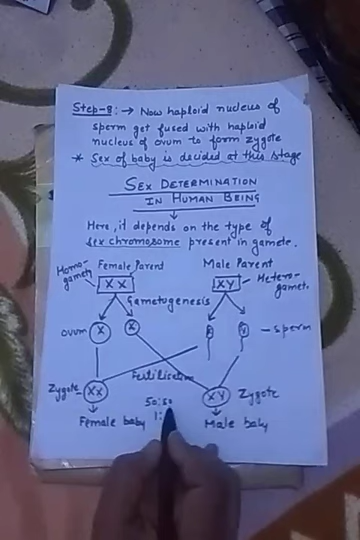 Step-8: → Now haploid nucleus of
sperm get fused with haploid
nucleus of ovum to form zygote
* Sex of baby is decided at this stage
SEX DETERMINATION
IN HUMAN BEING
Here, it depends on the type of
sex chromosome present in gamete.
Homo-
gametic
Female Parent
Male Parent
Hetero-
gamet.
XX
XY
Gametogenesis
ovum
X
X
X
Y
- sperm
Fertilisation
Zygote
XX
XY
Zygote
50:50
1:
Female baby
Male baby